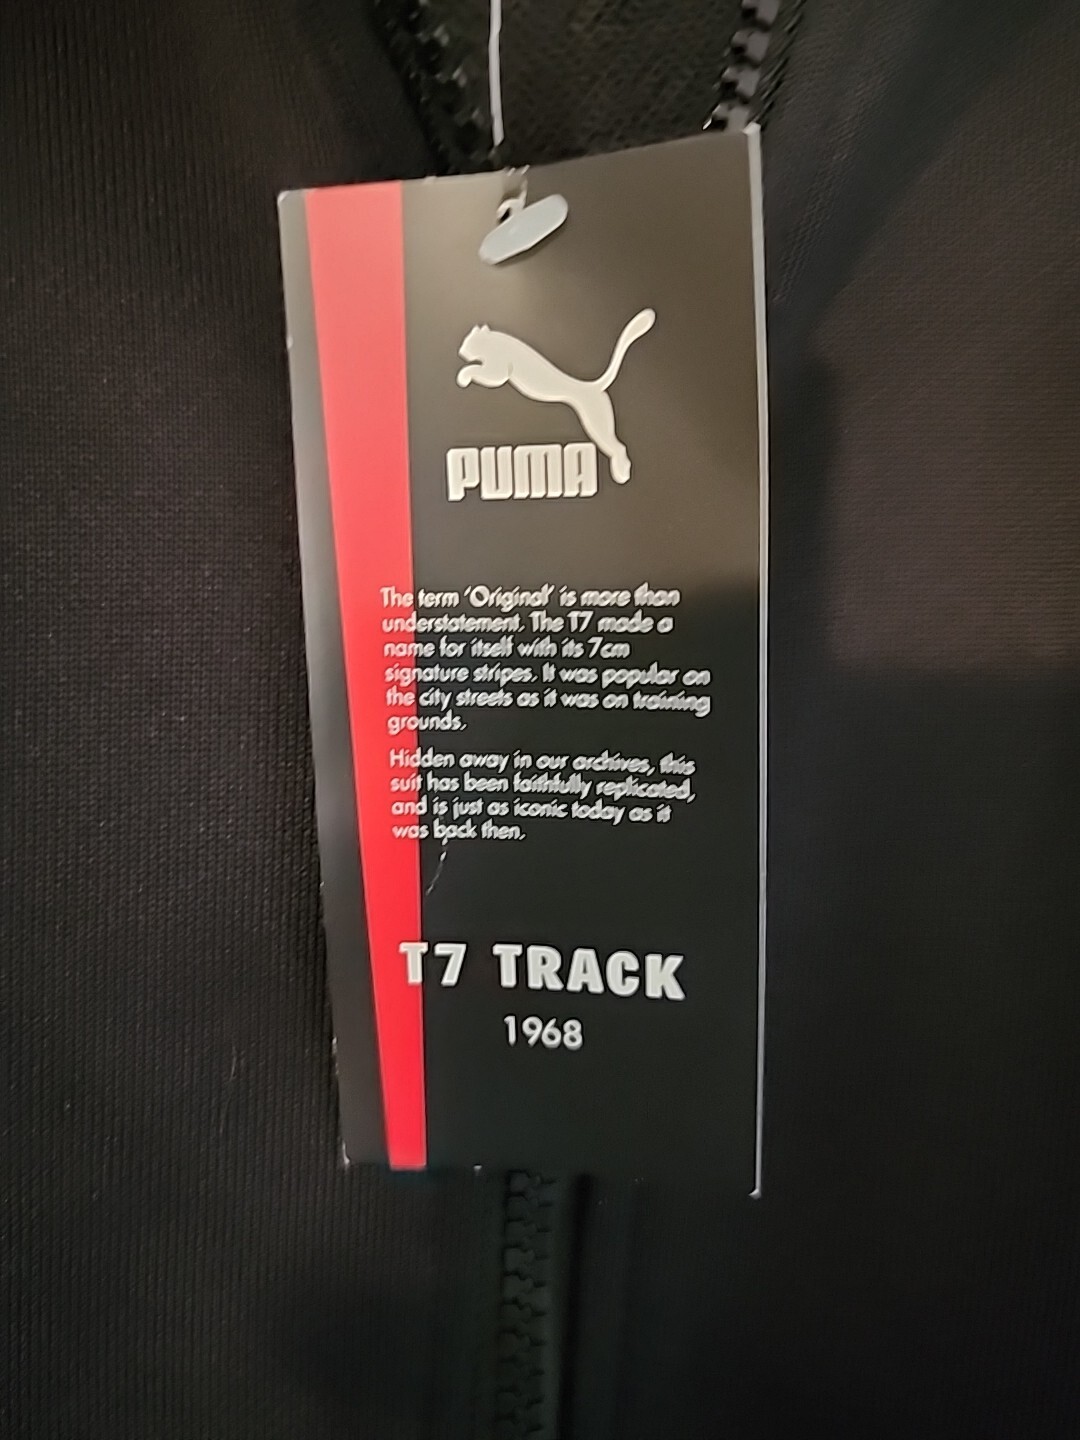 PUMA
The term 'Original' is more than
understatement. The T7 made a
name for itself with its 7cm
signature stripes. It was popular on
the city streets as it was on training
grounds.
Hidden away in our archives, this
suit has been faithfully replicated,
and is just as iconic today as it
was back then.
T7 TRACK
1968